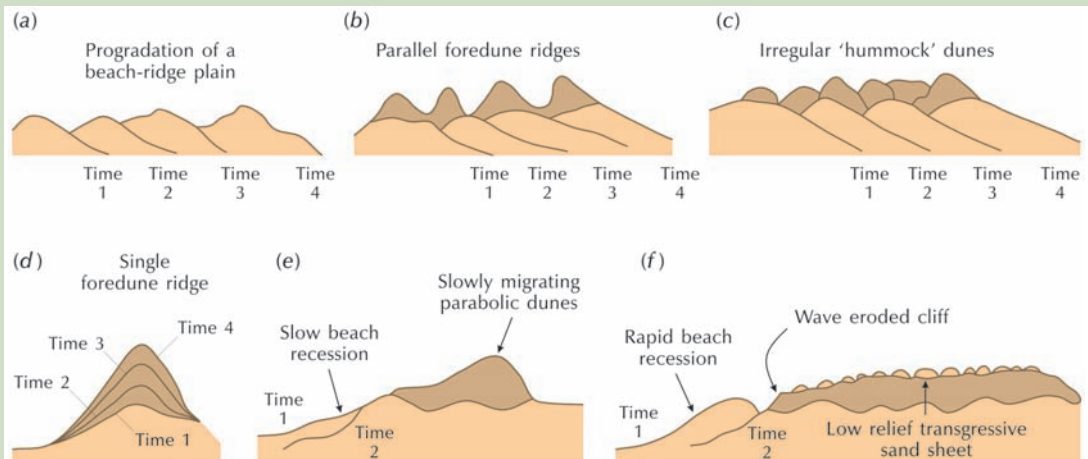 (a)
Progradation of a
beach-ridge plain
Time
1
Time
2
Time
3
Time
4
(b)
Parallel foredune ridges
Time
1
Time
2
Time
3
Time
4
(c)
Irregular ‘hummock’ dunes
Time
1
Time
2
Time
3
Time
4
(d)
Single
foredune ridge
Time 4
Time 3
Time 2
Time 1
(e)
Slowly migrating
parabolic dunes
Slow beach
recession
Time
1
Time
2
(f)
Wave eroded cliff
Rapid beach
recession
Time
1
Time
2
Low relief transgressive
sand sheet